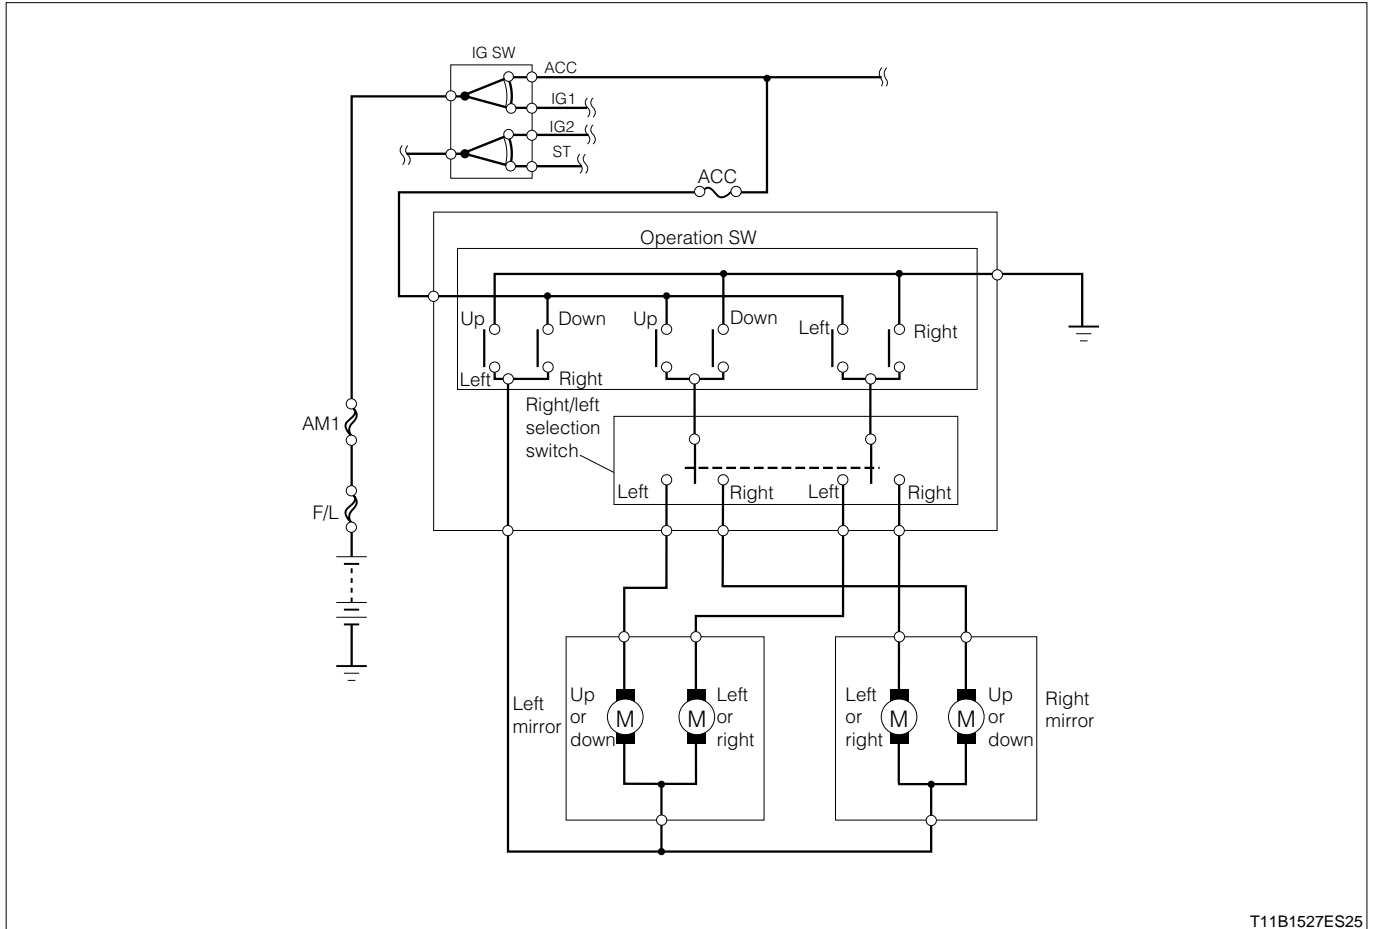 IG SW
ACC
IG1
IG2
ST
ACC
Operation SW
Up
Down
Up
Down
Left
Right
Left
Right
Right/left
selection
switch
AM1
F/L
Left
Right
Left
Right
Left
mirror
Up
or
down
M
M
Left
or
right
Left
or
right
M
M
Up
or
down
Right
mirror
T11B1527ES25